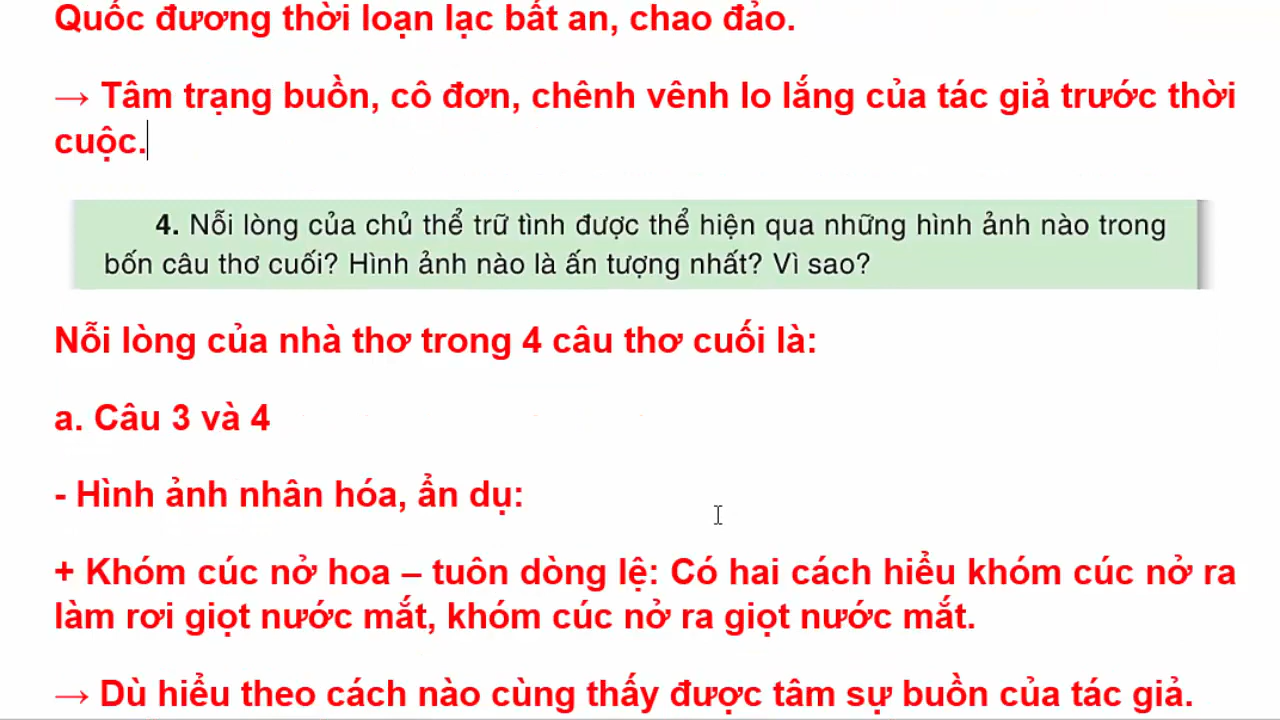 Quốc đương thời loạn lạc bất an, chao đảo.
→ Tâm trạng buồn, cô đơn, chênh vênh lo lắng của tác giả trước thời
cuộc.
4. Nỗi lòng của chủ thể trữ tình được thể hiện qua những hình ảnh nào trong
bốn câu thơ cuối? Hình ảnh nào là ấn tượng nhất? Vì sao?
Nỗi lòng của nhà thơ trong 4 câu thơ cuối là:
a. Câu 3 và 4
- Hình ảnh nhân hóa, ẩn dụ:
+ Khóm cúc nở hoa – tuôn dòng lệ: Có hai cách hiểu khóm cúc nở ra
làm rơi giọt nước mắt, khóm cúc nở ra giọt nước mắt.
→ Dù hiểu theo cách nào cùng thấy được tâm sự buồn của tác giả.